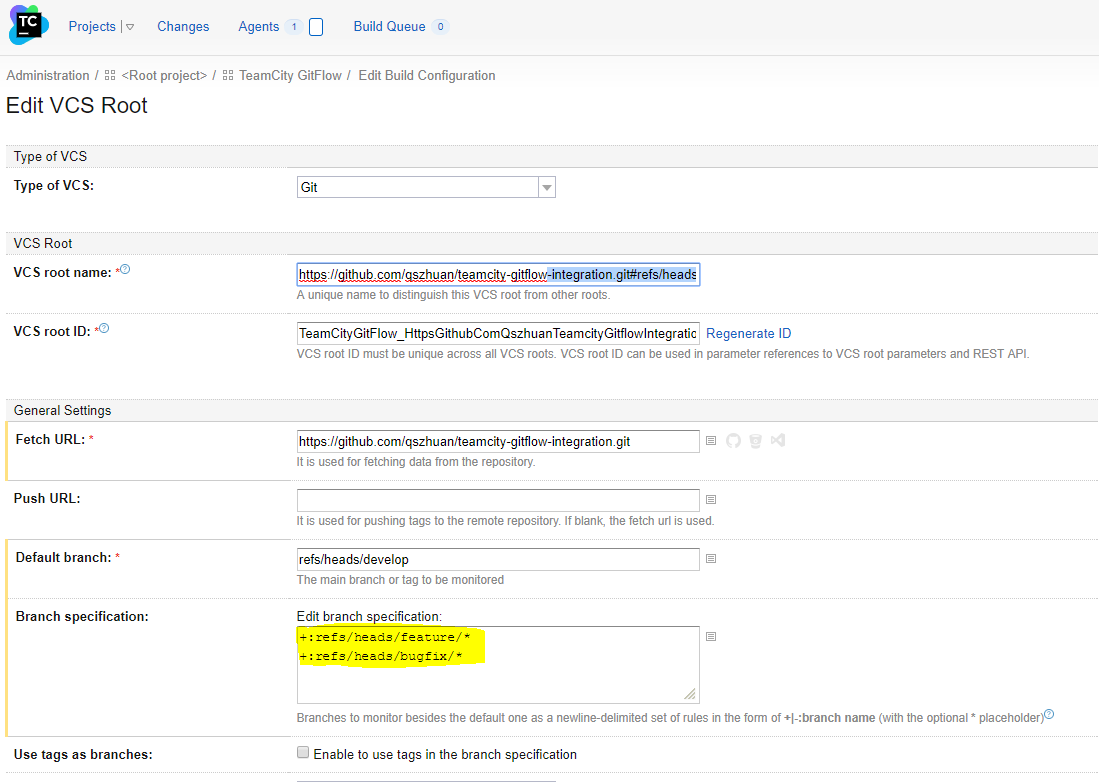 TC
Projects
Changes
Agents 1
Build Queue 0
Administration / <Root project> / TeamCity GitFlow / Edit Build Configuration
Edit VCS Root
Type of VCS
Type of VCS: Git
VCS Root
VCS root name: *? https://github.com/qszhuan/teamcity-gitflow-integration.git#refs/heads
A unique name to distinguish this VCS root from other roots.
VCS root ID: *? TeamCityGitFlow_HttpsGithubComQszhuanTeamcityGitflowIntegratic Regenerate ID
VCS root ID must be unique across all VCS roots. VCS root ID can be used in parameter references to VCS root parameters and REST API.
General Settings
Fetch URL: * https://github.com/qszhuan/teamcity-gitflow-integration.git
It is used for fetching data from the repository.
Push URL:
It is used for pushing tags to the remote repository. If blank, the fetch url is used.
Default branch: * refs/heads/develop
The main branch or tag to be monitored
Branch specification: Edit branch specification:
+:refs/heads/feature/*
+:refs/heads/bugfix/*
Branches to monitor besides the default one as a newline-delimited set of rules in the form of +|-:branch name (with the optional * placeholder)?
Use tags as branches: Enable to use tags in the branch specification